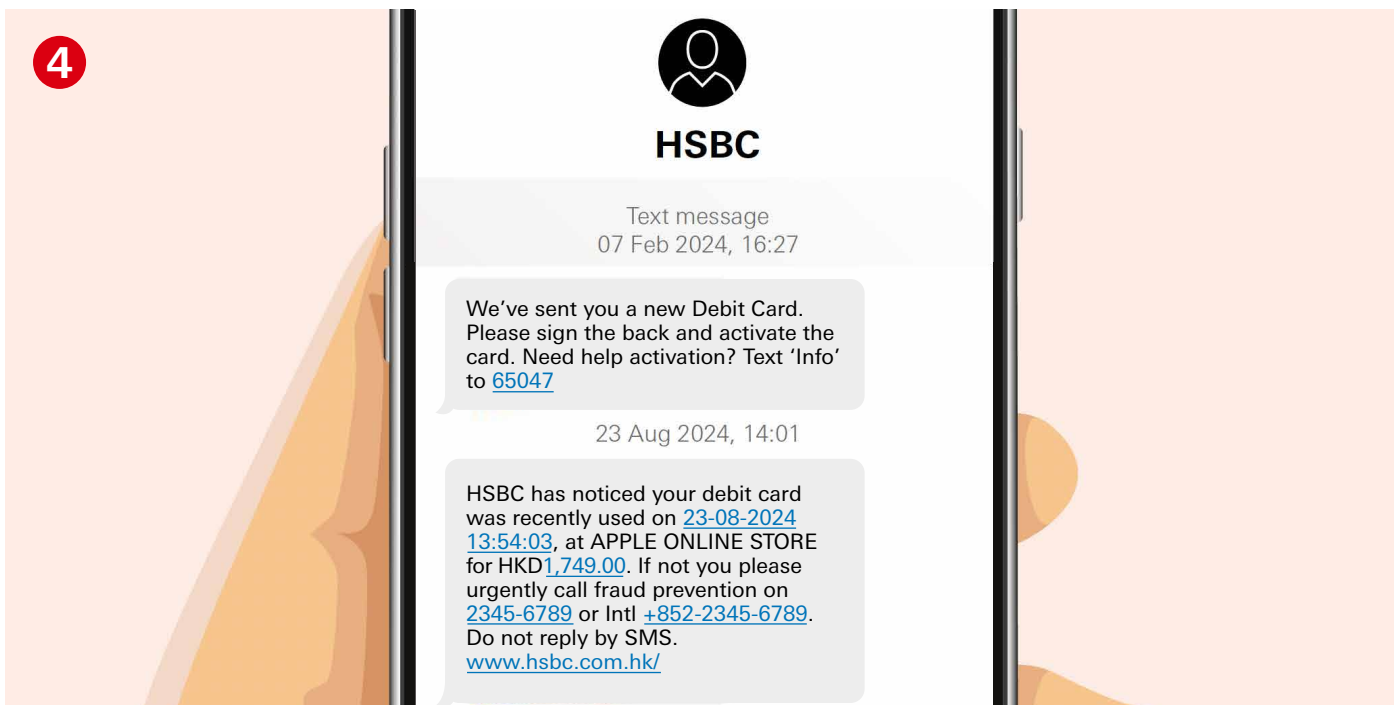 4
HSBC
Text message
07 Feb 2024, 16:27
We’ve sent you a new Debit Card.
Please sign the back and activate the
card. Need help activation? Text ‘Info’
to 65047
23 Aug 2024, 14:01
HSBC has noticed your debit card
was recently used on 23-08-2024
13:54:03, at APPLE ONLINE STORE
for HKD1,749.00. If not you please
urgently call fraud prevention on
2345-6789 or Intl +852-2345-6789.
Do not reply by SMS.
www.hsbc.com.hk/